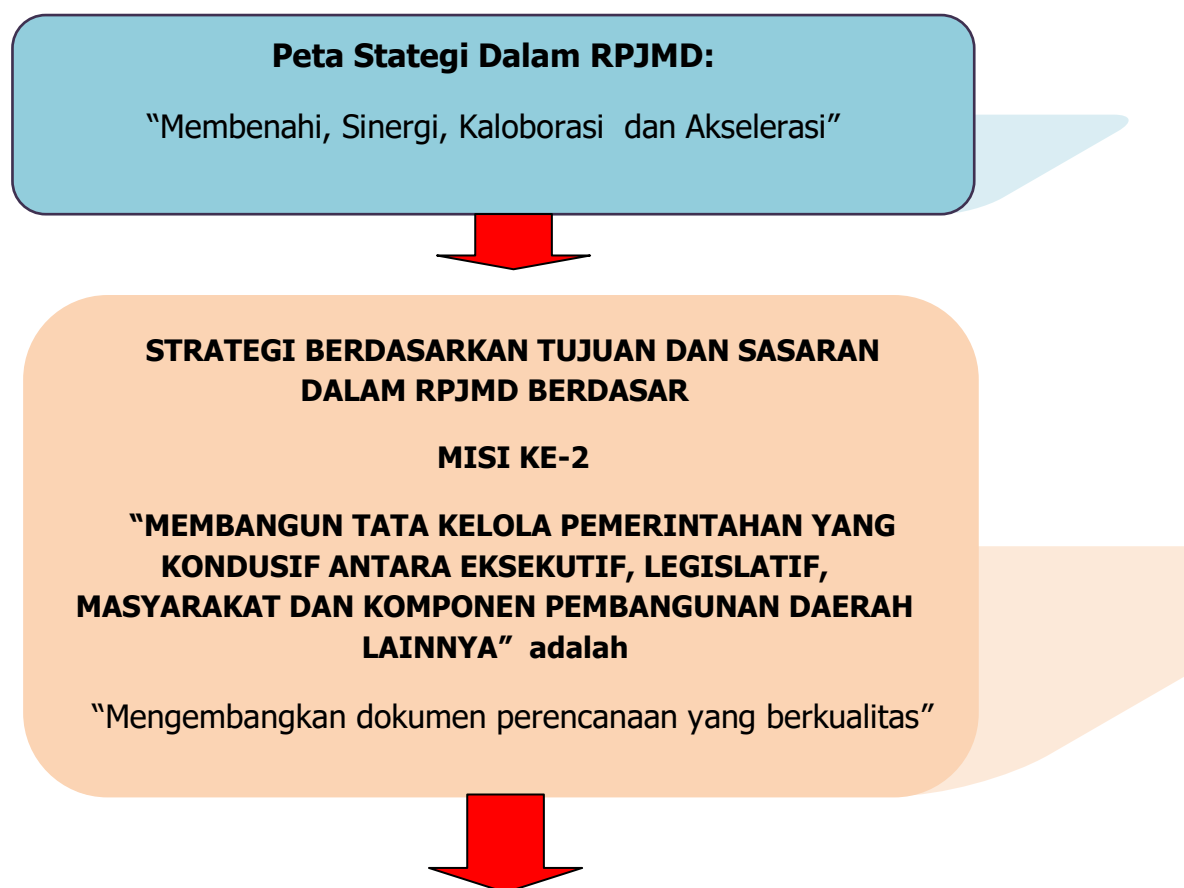 Peta Stategi Dalam RPJMD:
“Membenahi, Sinergi, Kaloborasi  dan Akselerasi”
STRATEGI BERDASARKAN TUJUAN DAN SASARAN
DALAM RPJMD BERDASAR
MISI KE-2
“MEMBANGUN TATA KELOLA PEMERINTAHAN YANG
KONDUSIF ANTARA EKSEKUTIF, LEGISLATIF,
MASYARAKAT DAN KOMPONEN PEMBANGUNAN DAERAH
LAINNYA”  adalah
“Mengembangkan dokumen perencanaan yang berkualitas”